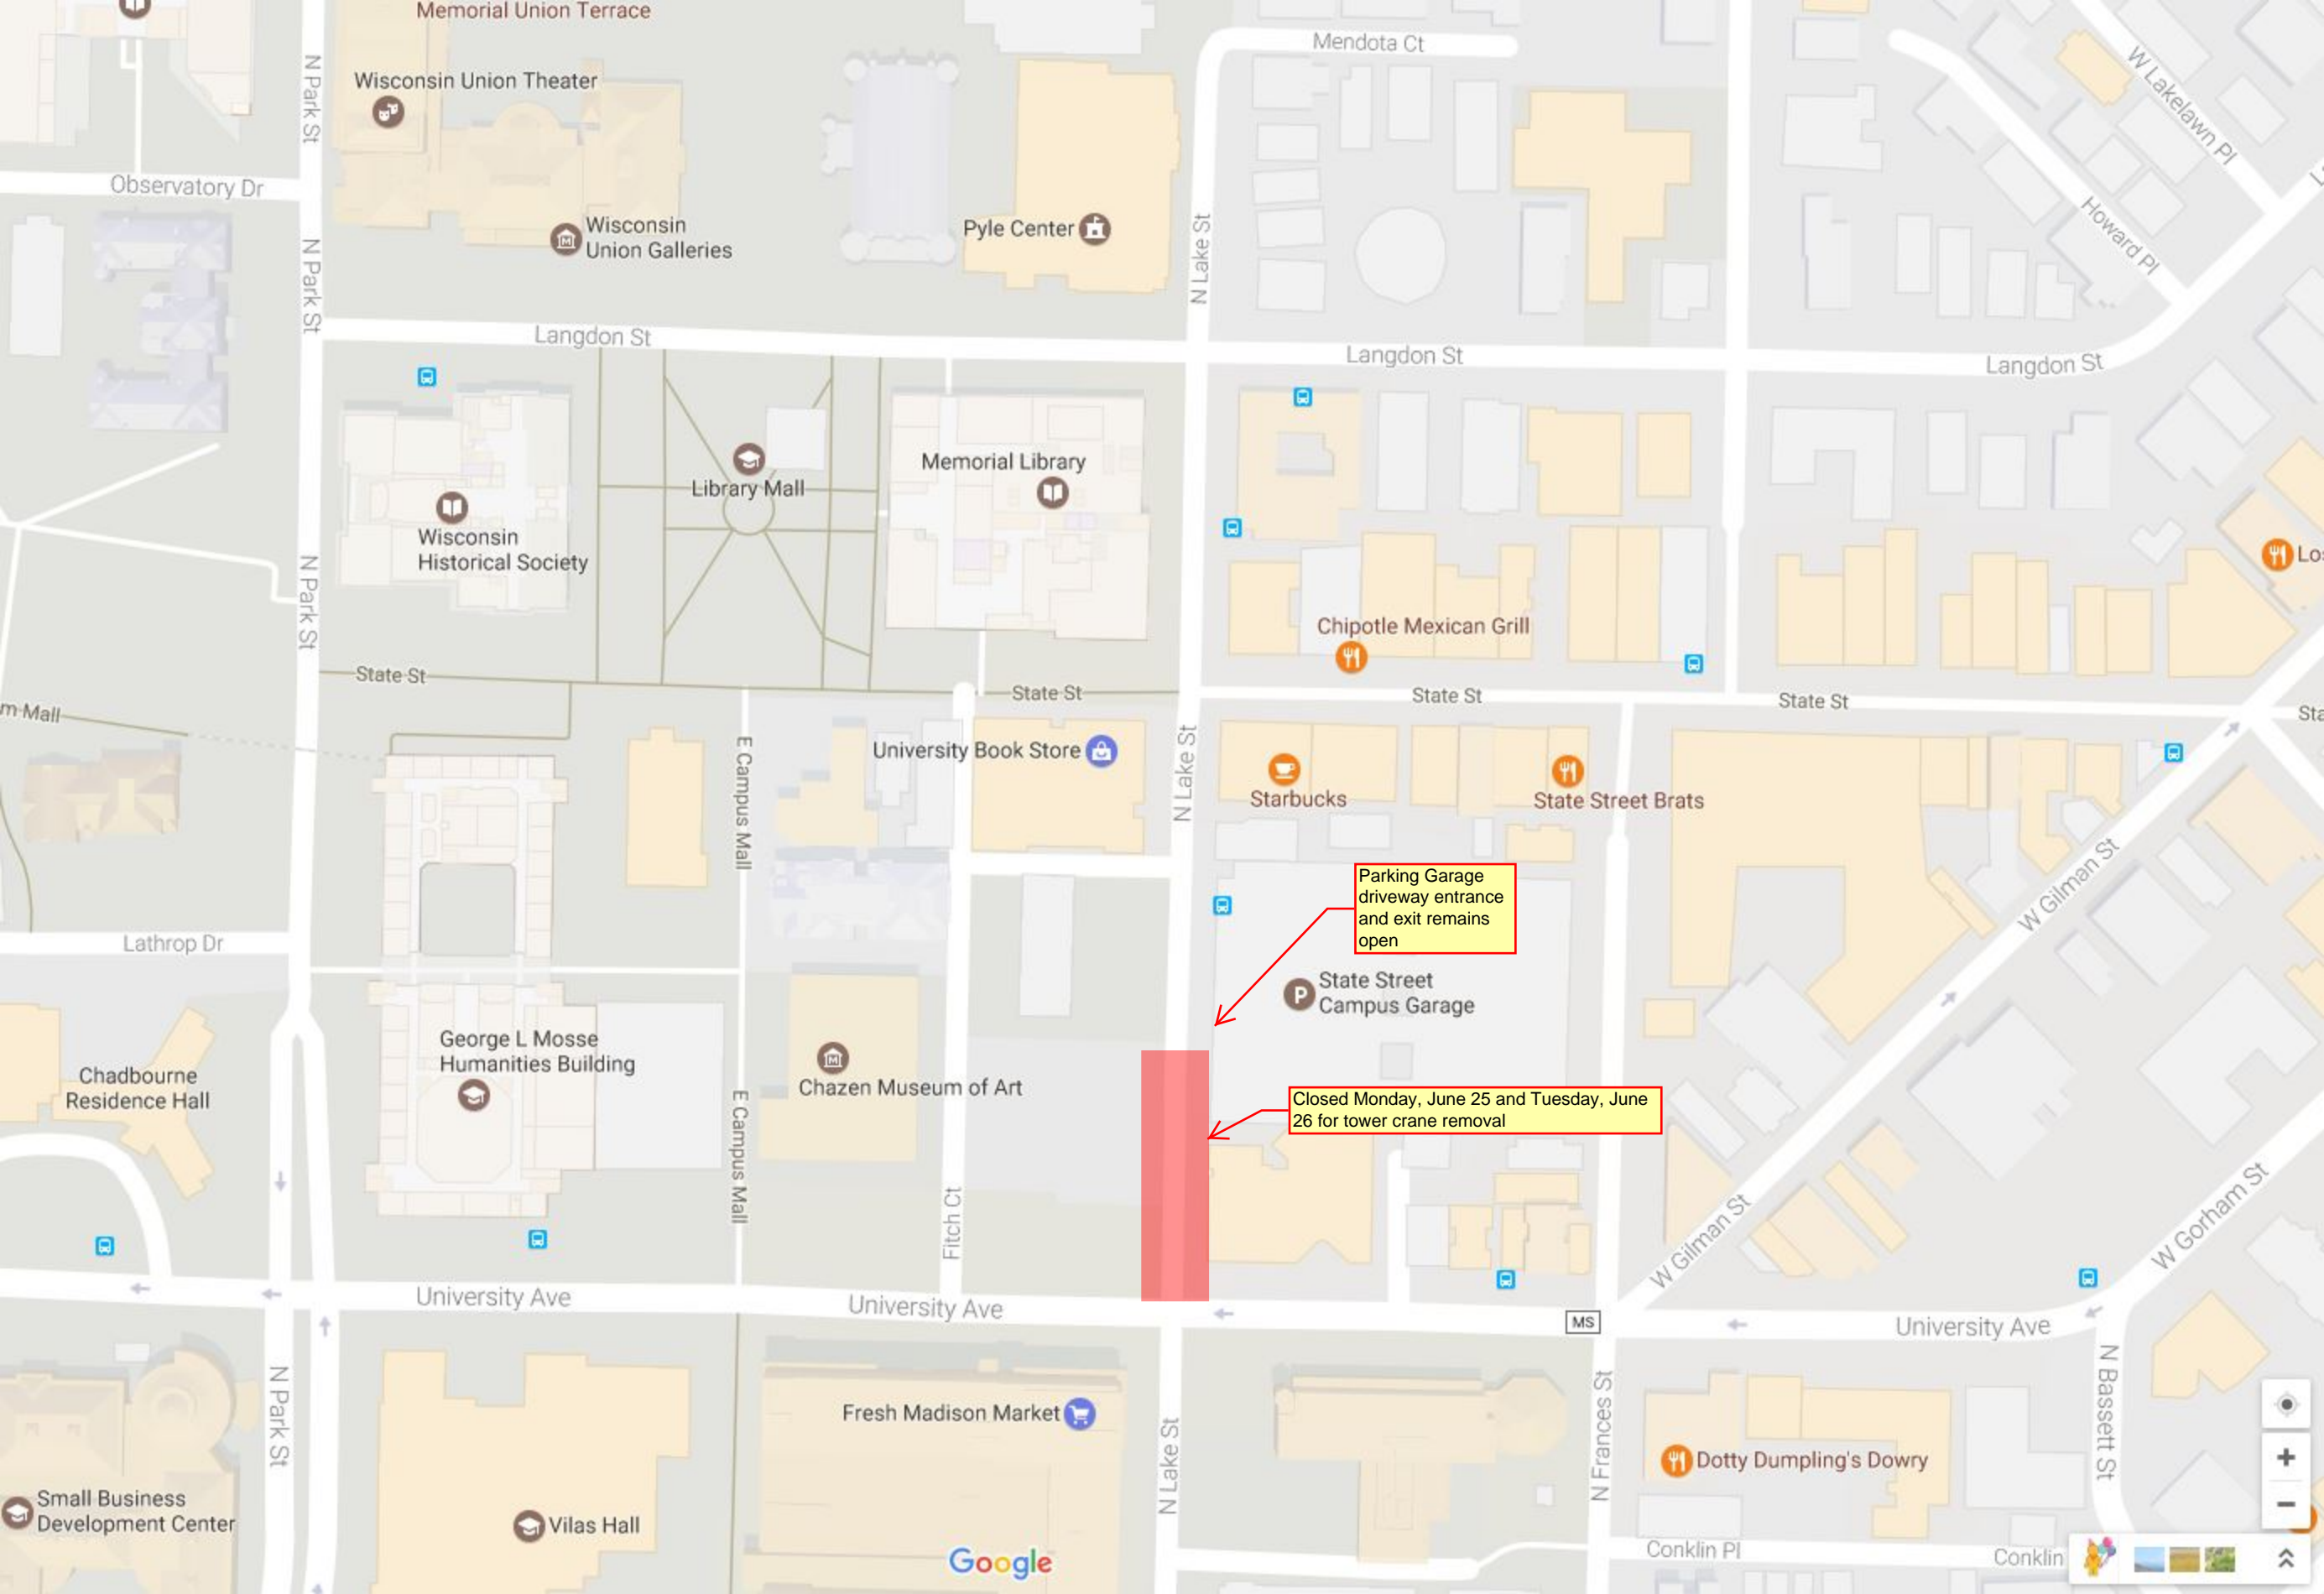 Memorial Union Terrace
Mendota Ct
N Park St
Wisconsin Union Theater
W Lakelawn Pl
Observatory Dr
Wisconsin
Union Galleries
Pyle Center
N Lake St
Howard Pl
N Park St
Langdon St
Langdon St
Langdon St
Memorial Library
Library Mall
Wisconsin
Historical Society
N Park St
Chipotle Mexican Grill
State St
State St
State St
State St
m Mall
University Book Store
E Campus Mall
N Lake St
Starbucks
State Street Brats
W Gilman St
Parking Garage
driveway entrance
and exit remains
open
Lathrop Dr
State Street
Campus Garage
P
George L Mosse
Humanities Building
Chadbourne
Residence Hall
Chazen Museum of Art
Closed Monday, June 25 and Tuesday, June
26 for tower crane removal
E Campus Mall
Fitch Ct
W Gilman St
W Gorham St
University Ave
University Ave
MS
University Ave
N Park St
Fresh Madison Market
N Lake St
N Frances St
Dotty Dumpling's Dowry
N Bassett St
Small Business
Development Center
Vilas Hall
Google
Conklin Pl
Conklin